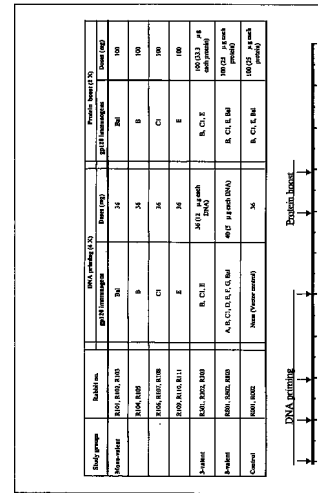 DNA priming (4 X)
Protein boost (2 X)
Study groups
Rabbit no.
gp120 immunogens
Doses (mg)
gp120 immunogens
Doses (mg)
Mono-valent
R101, R102, R103
Bal
36
Bal
100
R104, R105
B
36
B
100
R106, R107, R108
C1
36
C1
100
R109, R110, R111
E
36
E
100
3-valent
R301, R302, R303
B, C1, E
36 (12 μg each DNA)
B, C1, E
100 (33.3 μg each protein)
8-valent
R801, R802, R803
A, B, C1, D, E, F, G, Bal
40 (5 μg each DNA)
B, C1, E, Bal
100 (25 μg each protein)
Control
R001, R002
None (Vector control)
36
B, C1, E, Bal
100 (25 μg each protein)
DNA priming
Protein boost